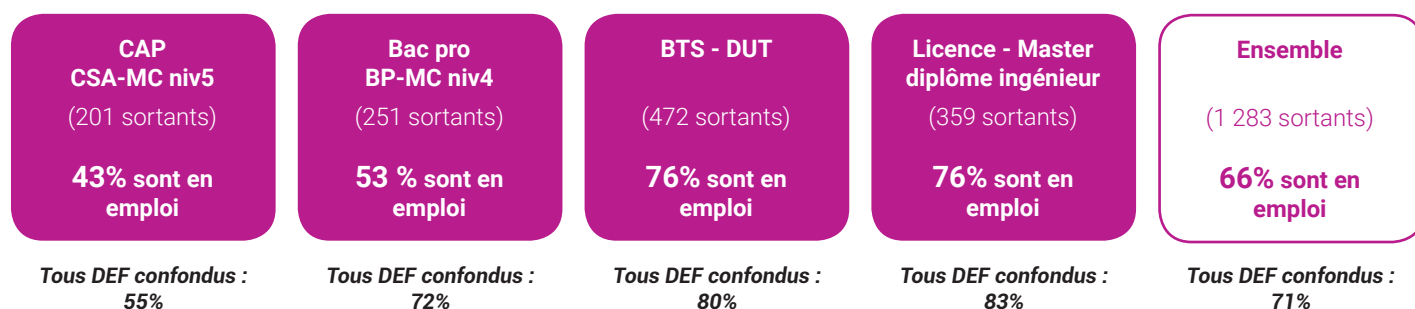 CAP
CSA-MC niv5
(201 sortants)
43% sont en
emploi
Tous DEF confondus :
55%
Bac pro
BP-MC niv4
(251 sortants)
53 % sont en
emploi
Tous DEF confondus :
72%
BTS - DUT
(472 sortants)
76% sont en
emploi
Tous DEF confondus :
80%
Licence - Master
diplôme ingénieur
(359 sortants)
76% sont en
emploi
Tous DEF confondus :
83%
Ensemble
(1 283 sortants)
66% sont en
emploi
Tous DEF confondus :
71%